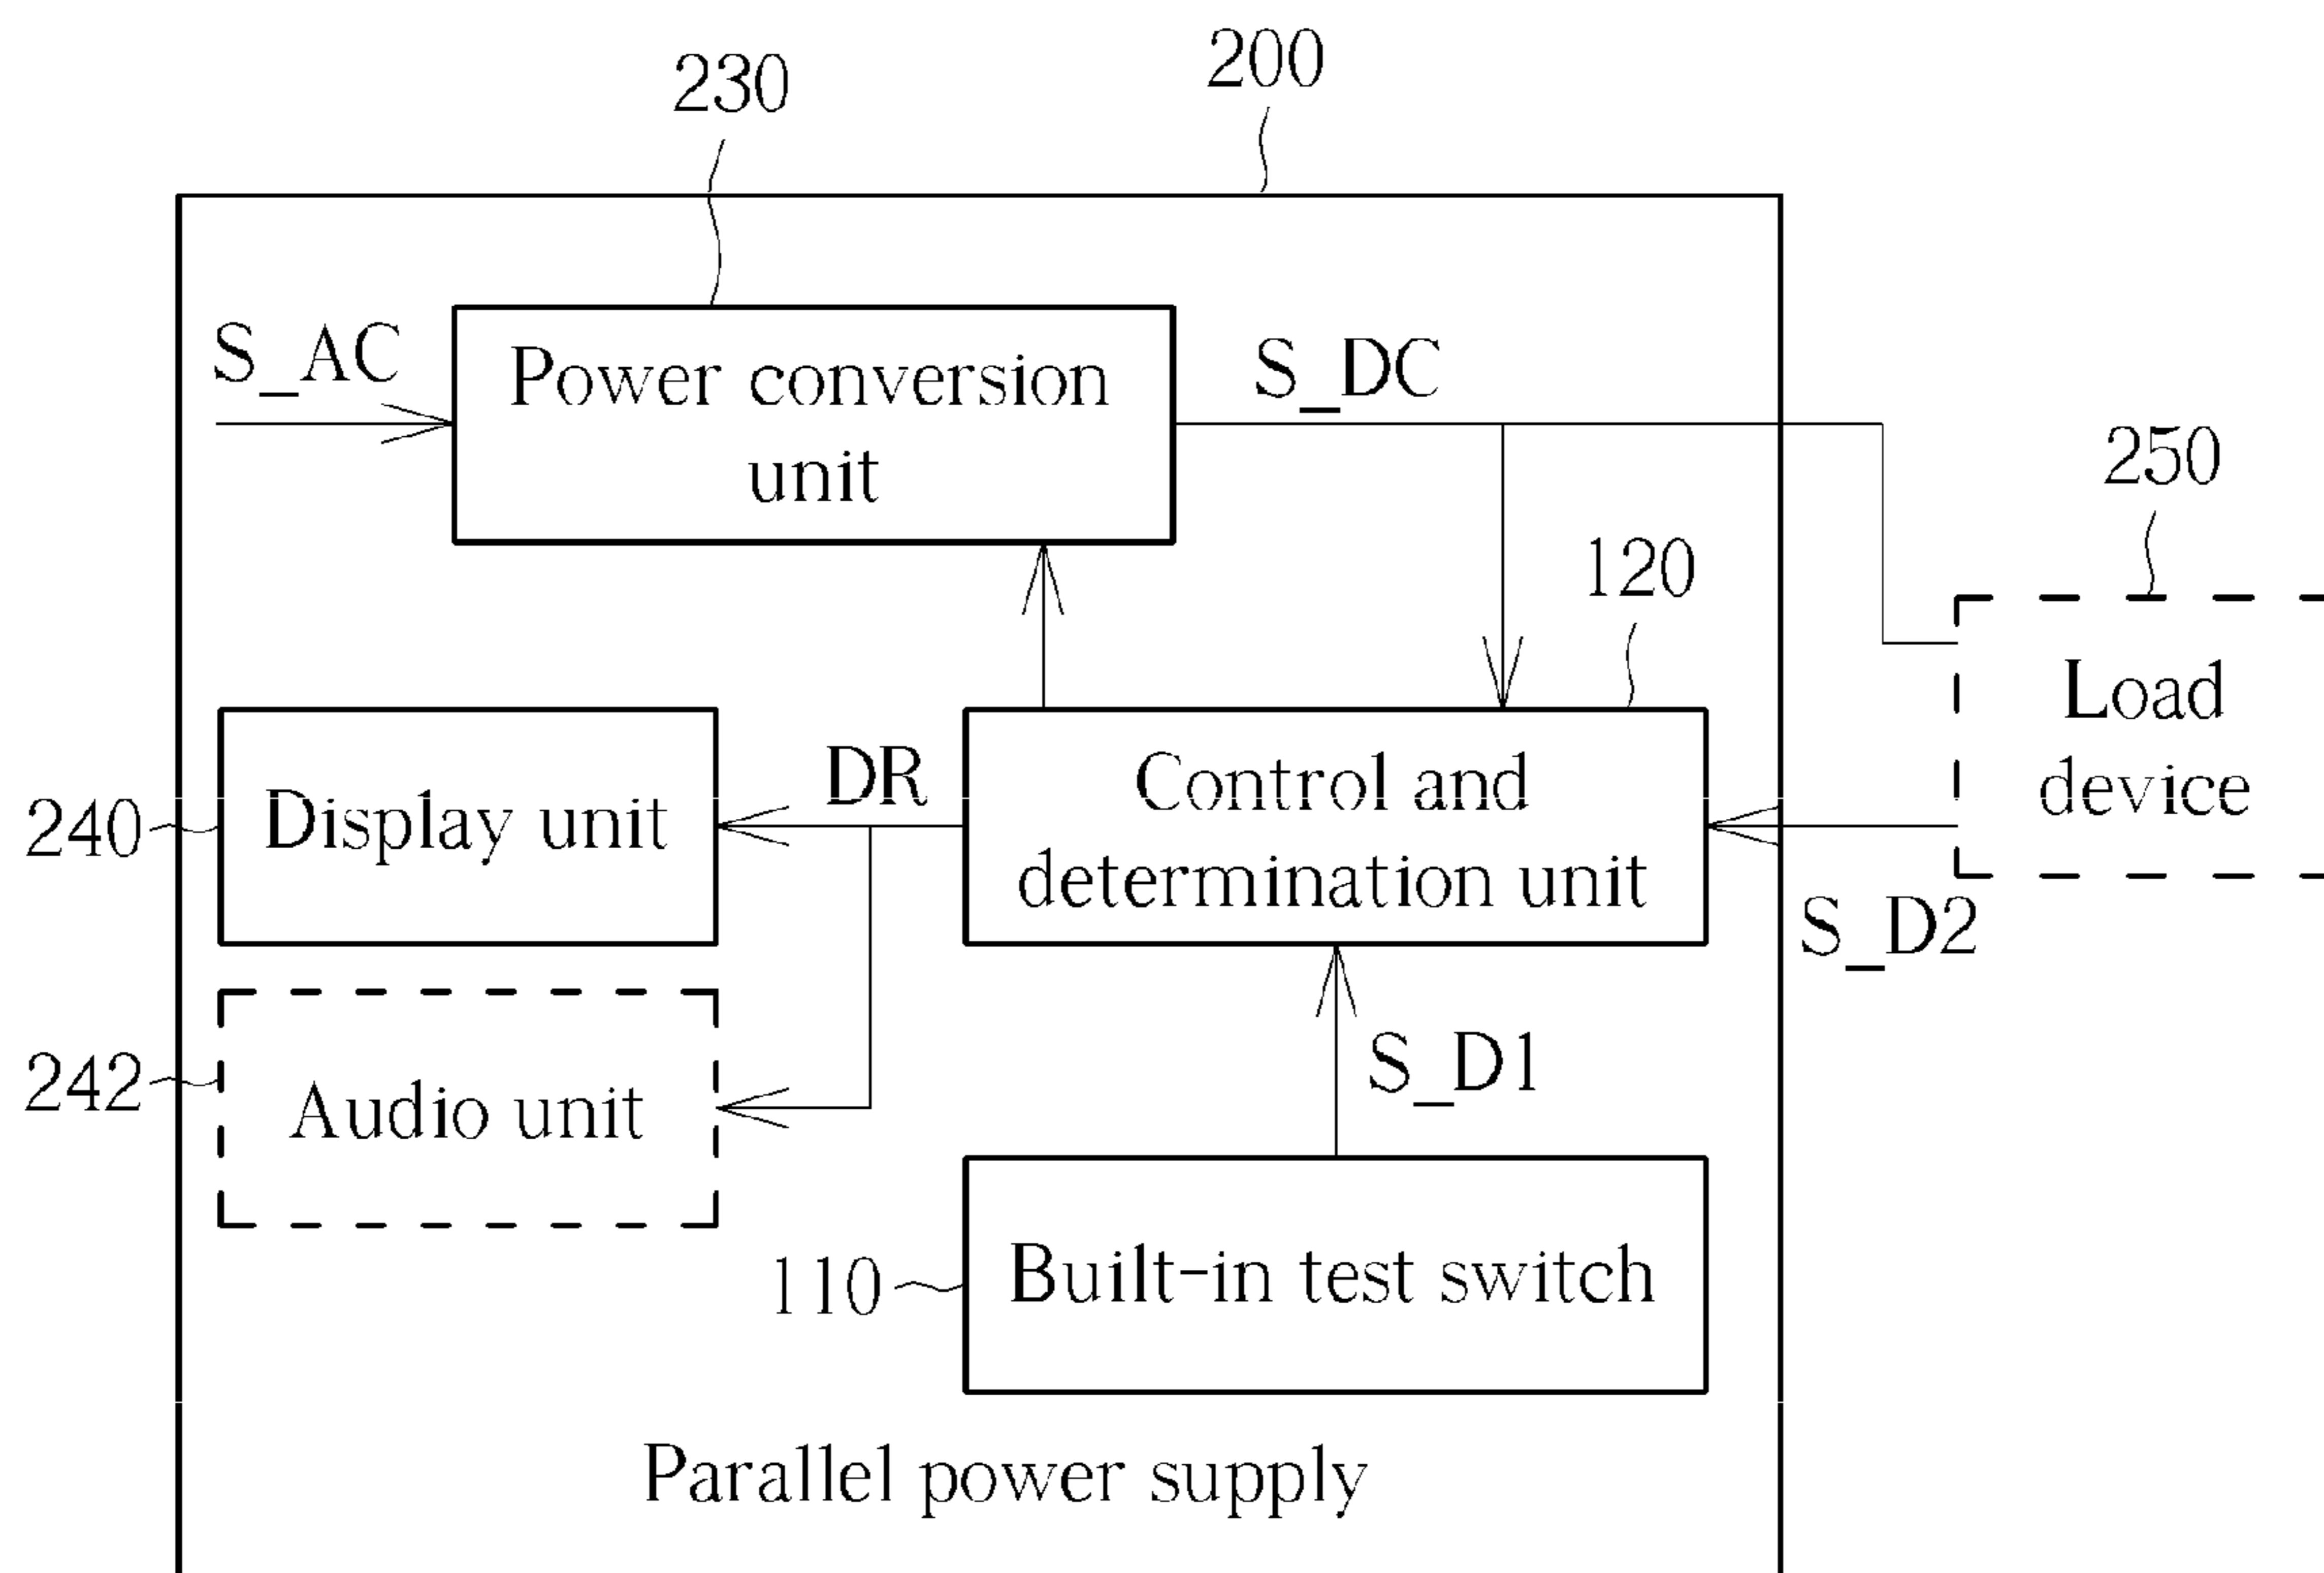 200
230
S_AC
Power conversion
unit
S_DC
250
120
Load
device
DR
Control and
determination unit
240
Display unit
S_D2
242
Audio unit
S_D1
110
Built-in test switch
Parallel power supply